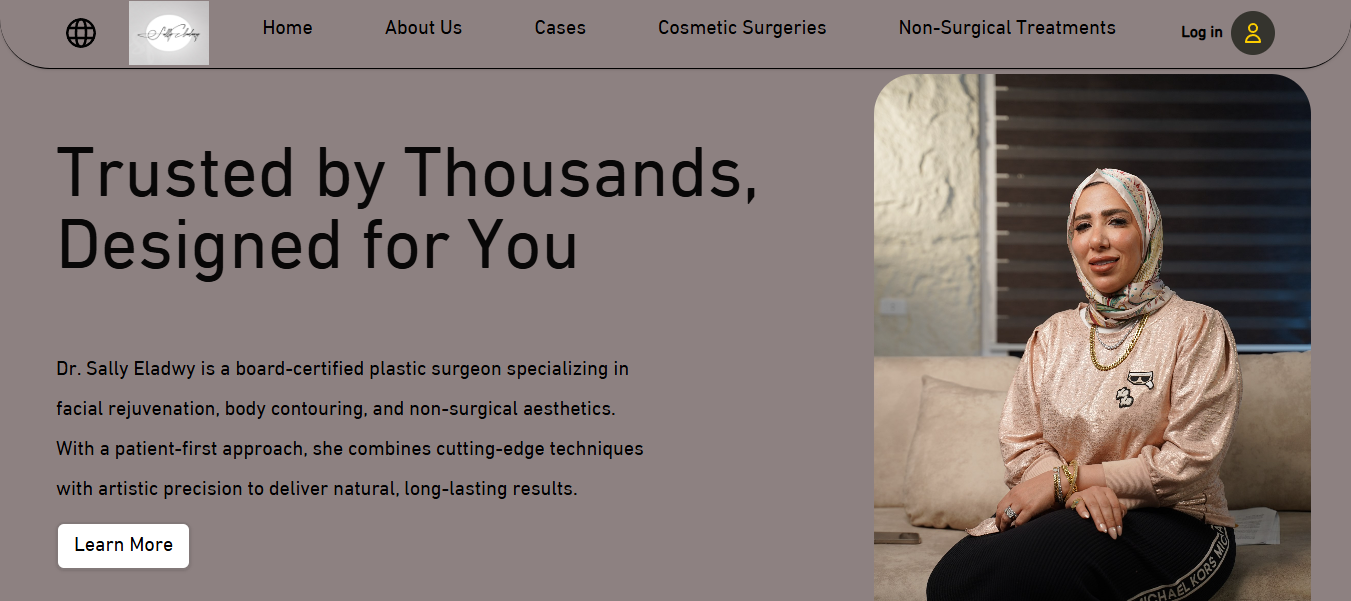 Sally Eladwy
Home
About Us
Cases
Cosmetic Surgeries
Non-Surgical Treatments
Log in
Trusted by Thousands,
Designed for You
Dr. Sally Eladwy is a board-certified plastic surgeon specializing in
facial rejuvenation, body contouring, and non-surgical aesthetics.
With a patient-first approach, she combines cutting-edge techniques
with artistic precision to deliver natural, long-lasting results.
Learn More
MICHAEL KORS